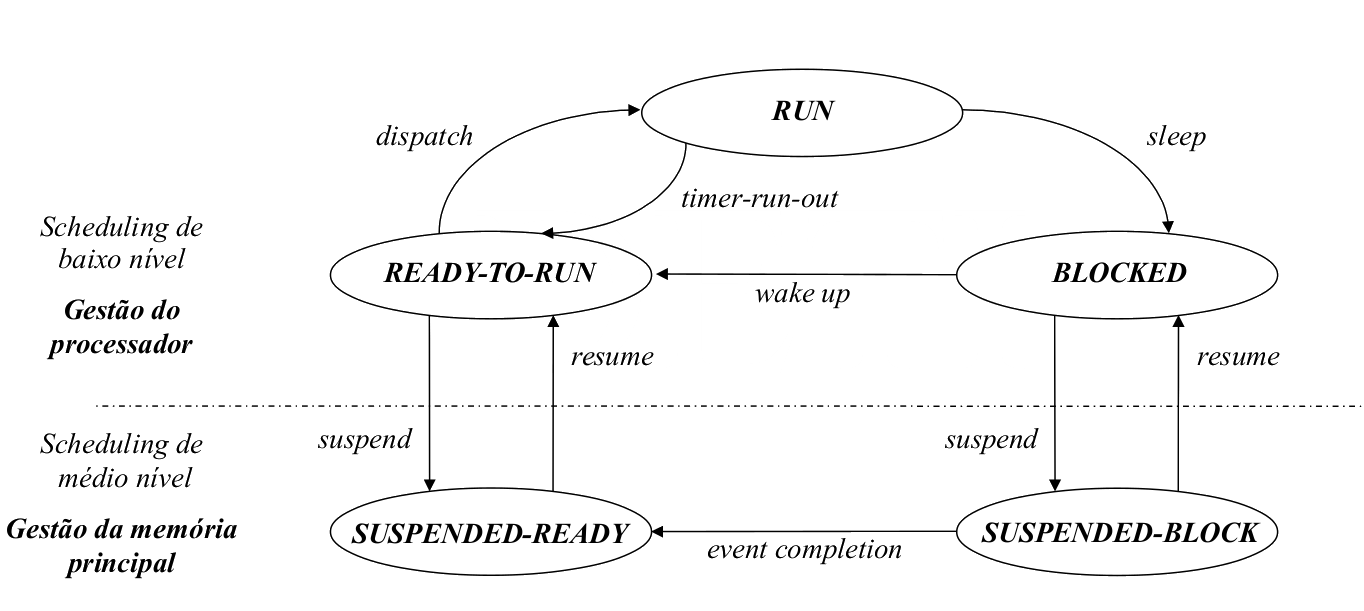 RUN
dispatch
sleep
timer-run-out
Scheduling de
baixo nível
READY-TO-RUN
BLOCKED
wake up
Gestão do
processador
resume
resume
Scheduling de
médio nível
suspend
suspend
Gestão da memória
principal
SUSPENDED-READY
SUSPENDED-BLOCK
event completion